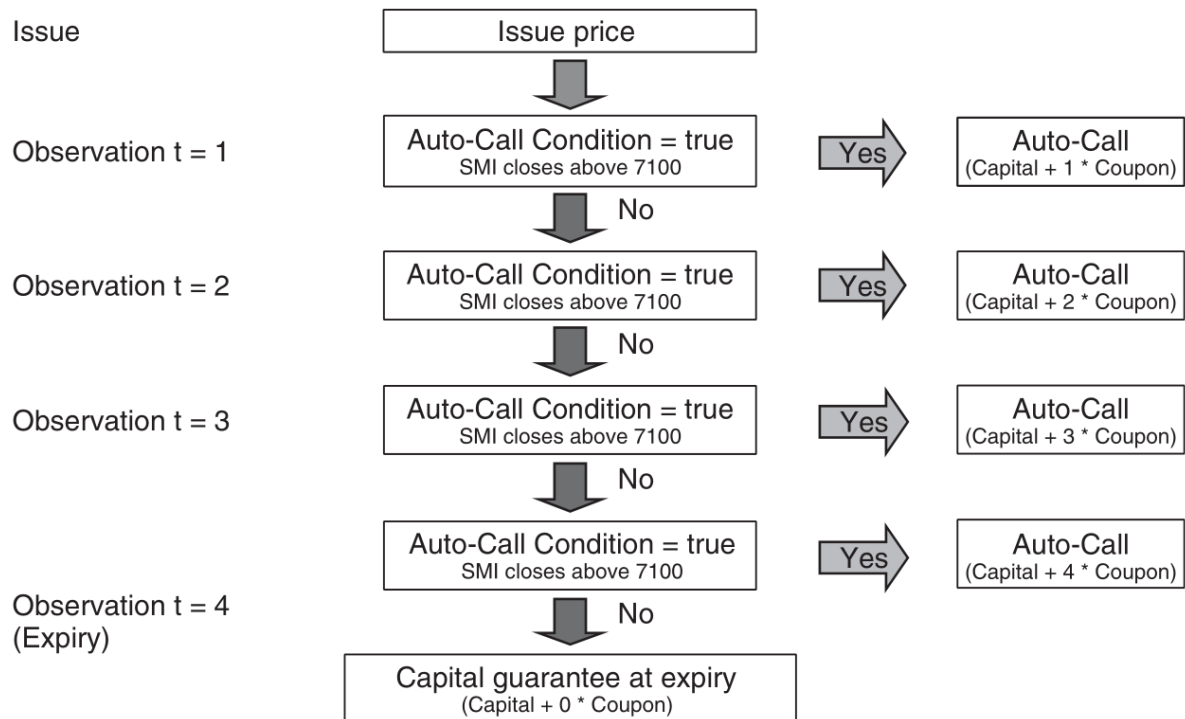 Issue
Issue price
Observation t = 1
Auto-Call Condition = true
SMI closes above 7100
Yes
Auto-Call
(Capital + 1 * Coupon)
No
Observation t = 2
Auto-Call Condition = true
SMI closes above 7100
Yes
Auto-Call
(Capital + 2 * Coupon)
No
Observation t = 3
Auto-Call Condition = true
SMI closes above 7100
Yes
Auto-Call
(Capital + 3 * Coupon)
No
Auto-Call Condition = true
SMI closes above 7100
Yes
Auto-Call
(Capital + 4 * Coupon)
Observation t = 4
(Expiry)
No
Capital guarantee at expiry
(Capital + 0 * Coupon)